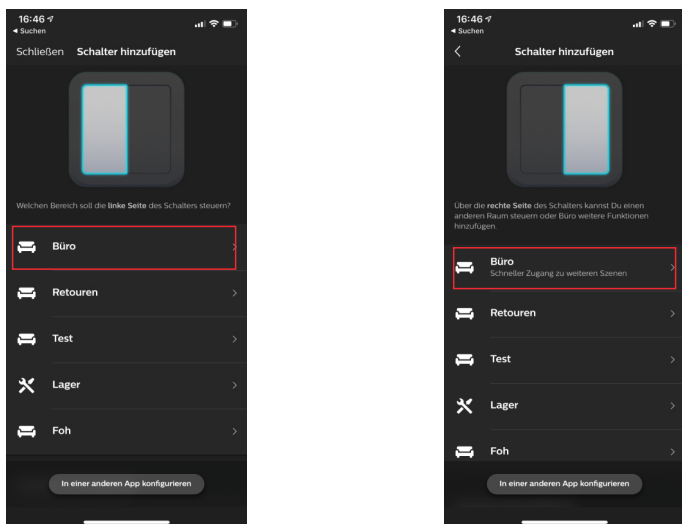 16:46
◀ Suchen
Schließen Schalter hinzufügen
Welchen Bereich soll die linke Seite des Schalters steuern?
Büro
Retouren
Test
Lager
Foh
In einer anderen App konfigurieren
16:46
◀ Suchen
Schalter hinzufügen
Über die rechte Seite des Schalters kannst Du einen
anderen Raum steuern oder Büro weitere Funktionen
hinzufügen.
Büro
Schneller Zugang zu weiteren Szenen
Retouren
Test
Lager
Foh
In einer anderen App konfigurieren